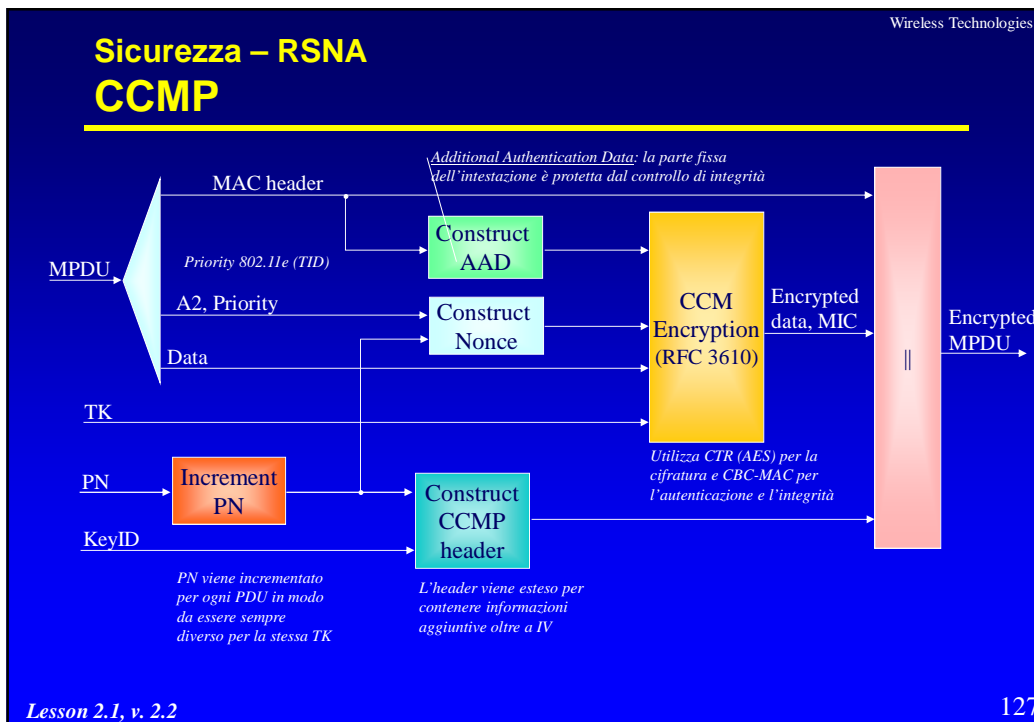 Wireless Technologies
Sicurezza – RSNA
CCMP
Additional Authentication Data: la parte fissa
dell'intestazione è protetta dal controllo di integrità
MAC header
Construct
AAD
MPDU
Priority 802.11e (TID)
A2, Priority
Construct
Nonce
CCM
Encryption
(RFC 3610)
Encrypted
data, MIC
||
Encrypted
MPDU
Data
TK
Utilizza CTR (AES) per la
cifratura e CBC-MAC per
l'autenticazione e l'integrità
PN
Increment
PN
Construct
CCMP
header
KeyID
PN viene incrementato
per ogni PDU in modo
da essere sempre
diverso per la stessa TK
L'header viene esteso per
contenere informazioni
aggiuntive oltre a IV
Lesson 2.1, v. 2.2
127